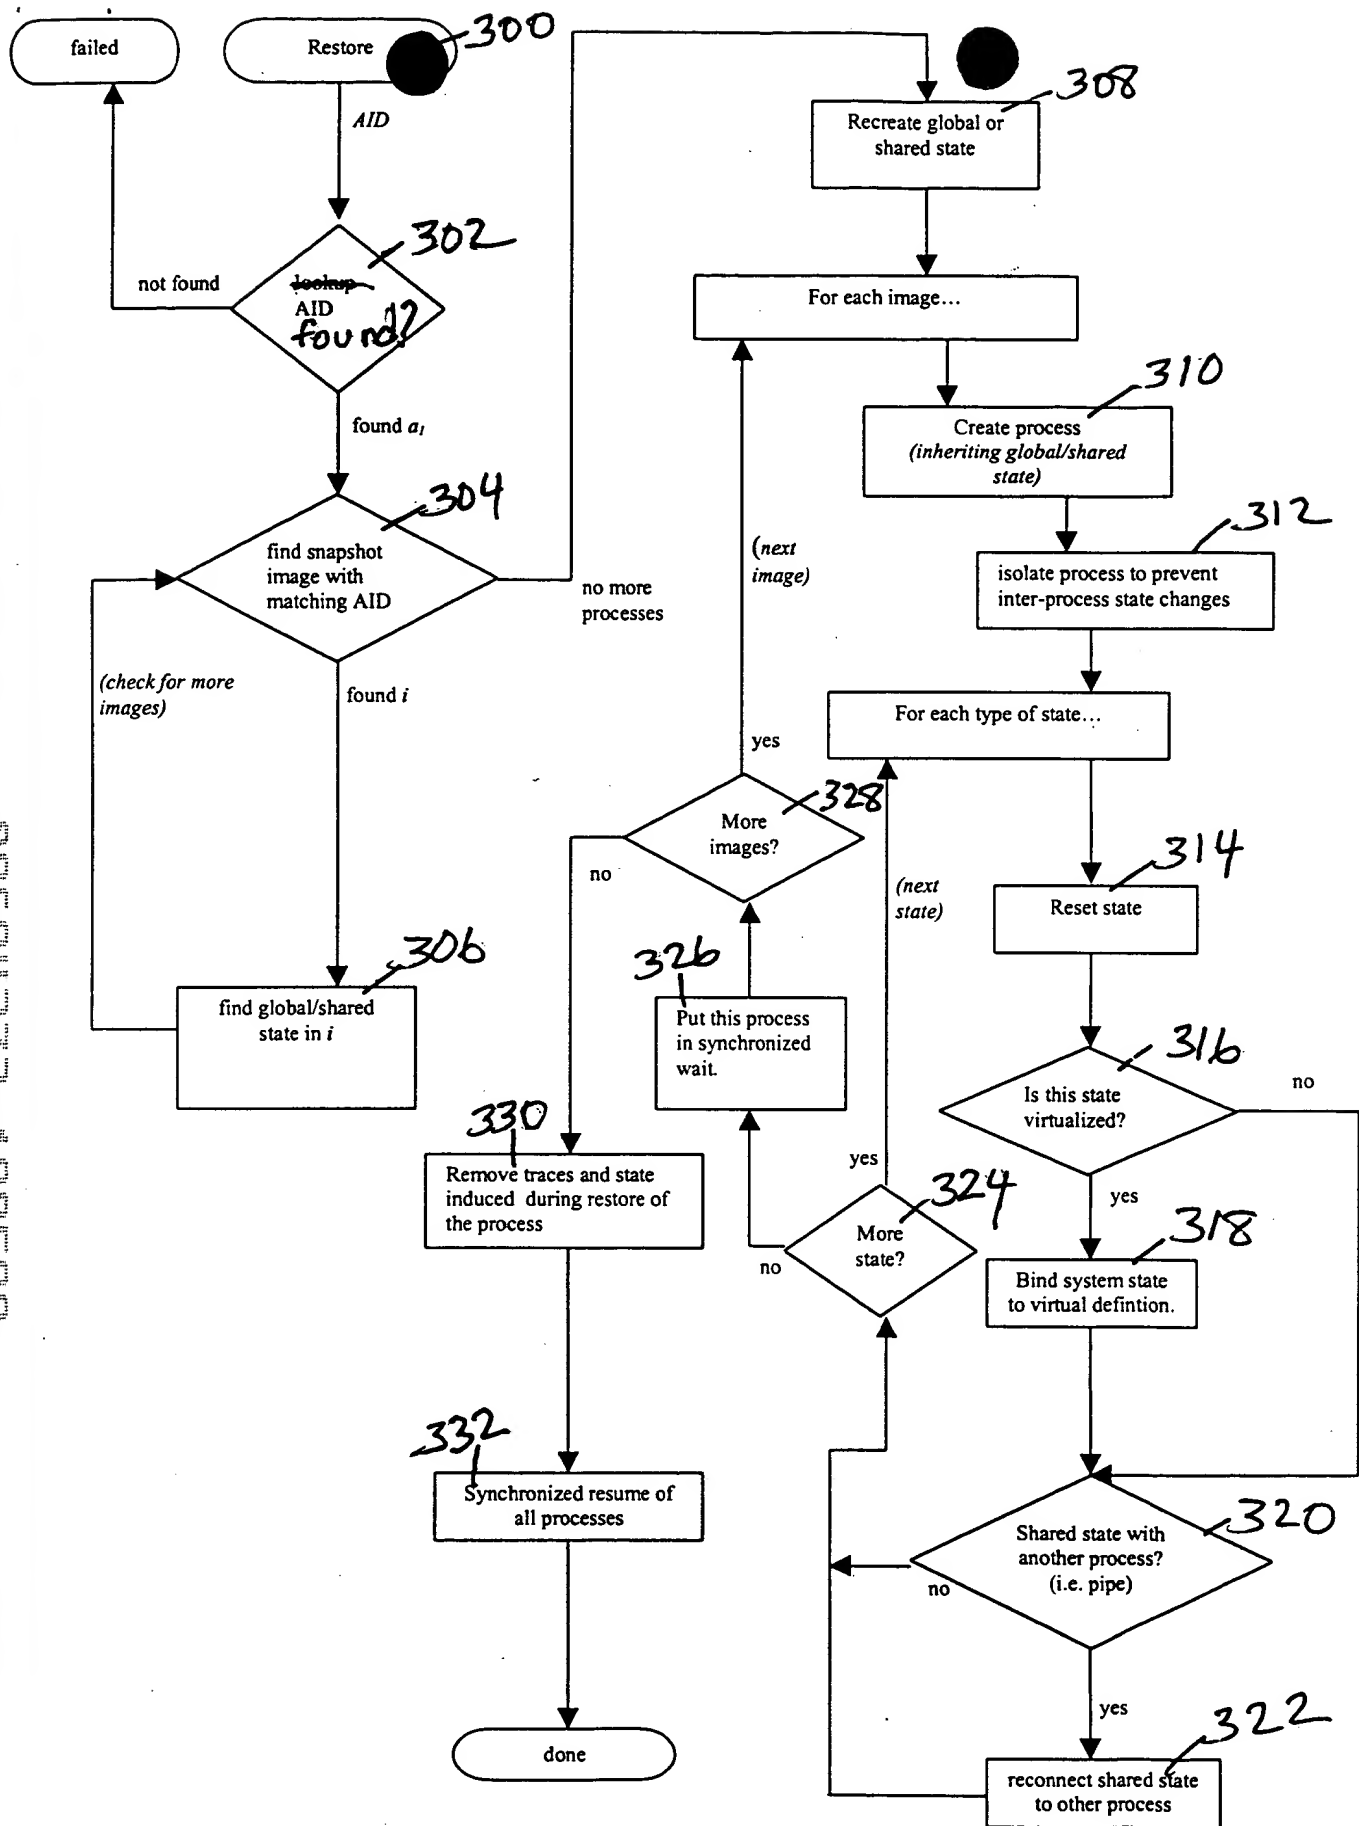 failed
Restore
300
AID
302
lookup
AID
found?
not found
found a₁
304
find snapshot
image with
matching AID
no more
processes
(check for more
images)
found i
306
find global/shared
state in i
308
Recreate global or
shared state
For each image…
310
Create process
(inheriting global/shared
state)
312
isolate process to prevent
inter-process state changes
(next
image)
For each type of state…
yes
328
More
images?
no
(next
state)
314
Reset state
326
Put this process
in synchronized
wait.
316
Is this state
virtualized?
no
yes
318
Bind system state
to virtual defintion.
yes
324
More
state?
no
330
Remove traces and state
induced during restore of
the process
332
Synchronized resume of
all processes
320
Shared state with
another process?
(i.e. pipe)
no
yes
322
reconnect shared state
to other process
done